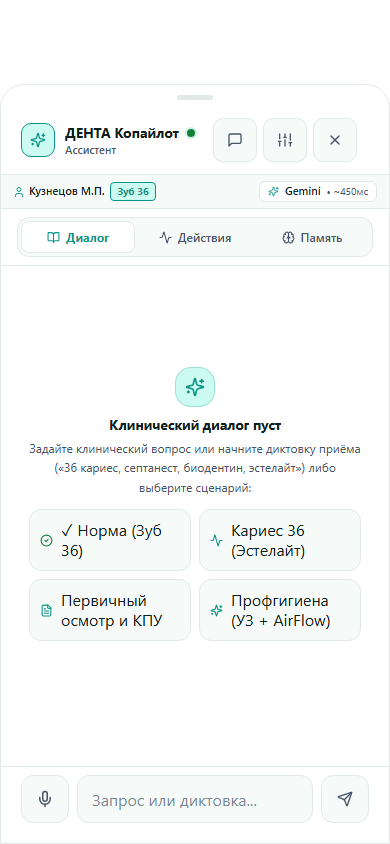 ДЕНТА Копайлот
Ассистент
Кузнецов М.П. Зуб 36 Gemini • ~450мс
Диалог Действия Память
Клинический диалог пуст
Задайте клинический вопрос или начните диктовку приёма
(«36 кариес, септанест, биодентин, эстелайт») либо
выберите сценарий:
✓ Норма (Зуб
36)
Кариес 36
(Эстелайт)
Первичный
осмотр и КПУ
Профгигиена
(УЗ + AirFlow)
Запрос или диктовка...